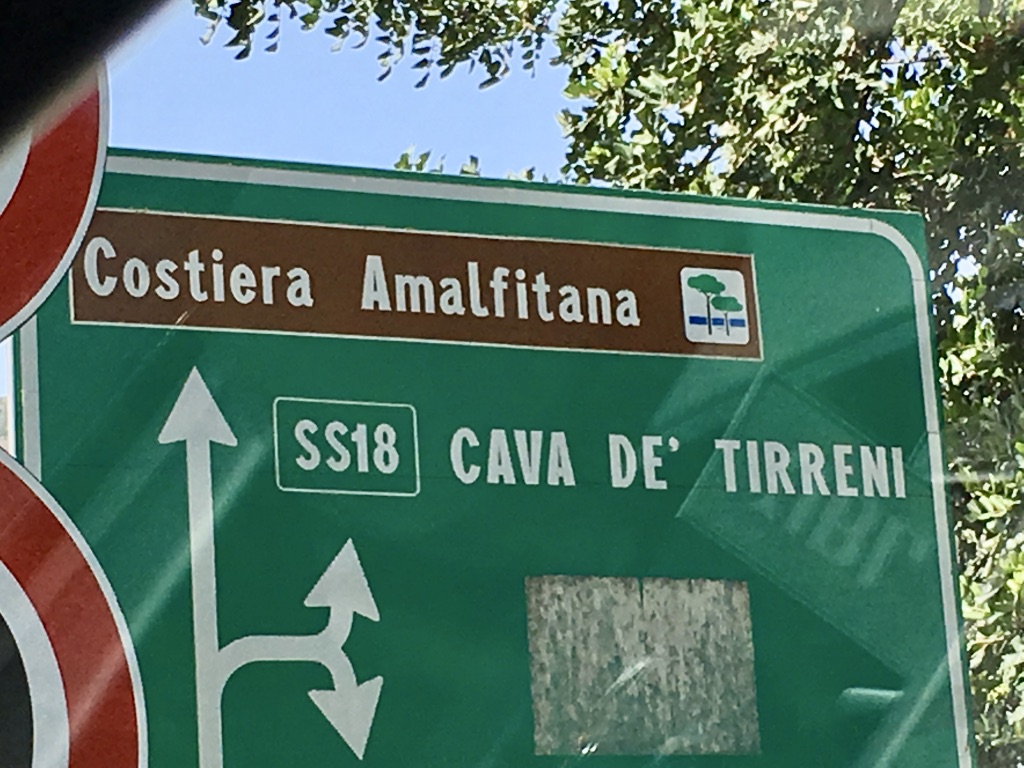 Costiera Amalfitana
SS18 CAVA DE' TIRRENI